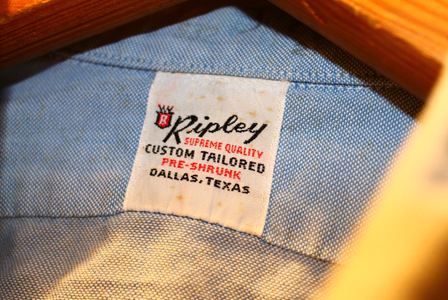 R
Ripley
SUPREME QUALITY
CUSTOM TAILORED
PRE-SHRUNK
DALLAS, TEXAS